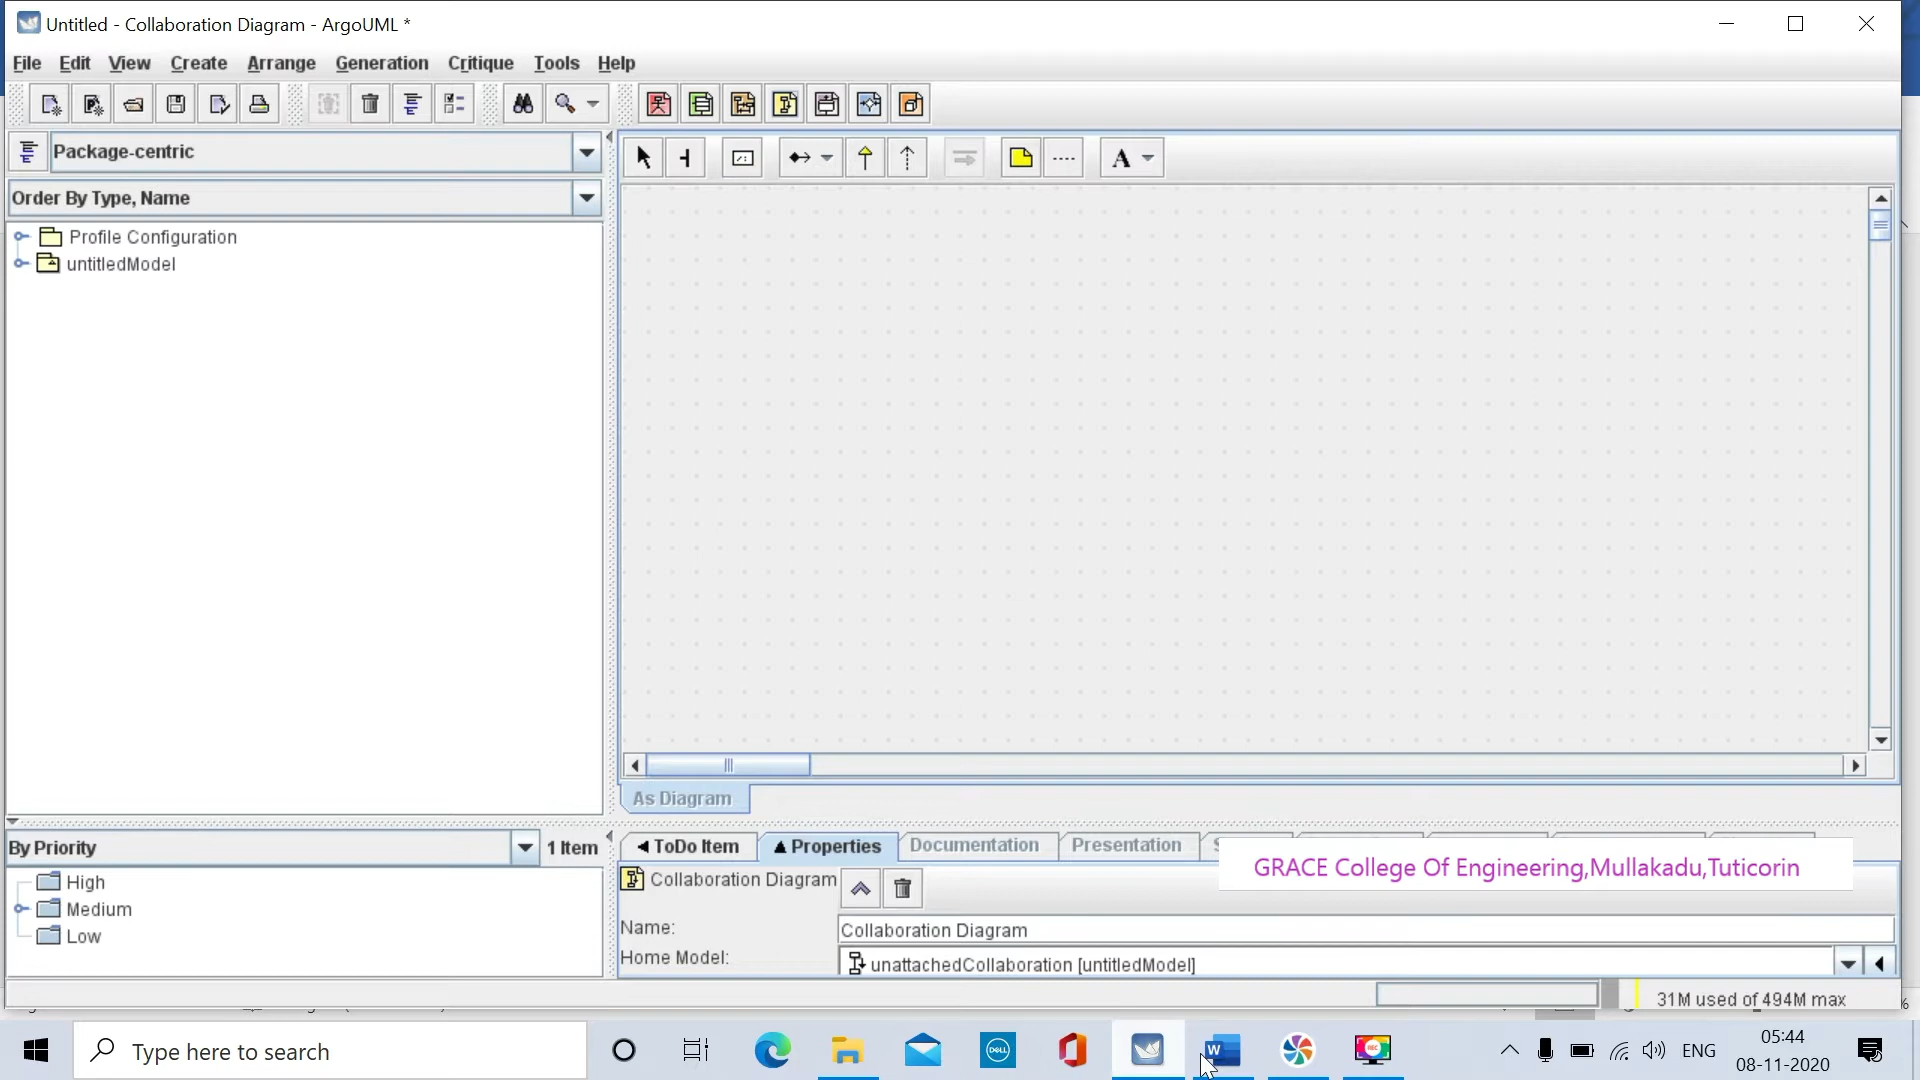 Untitled - Collaboration Diagram - ArgoUML *
File Edit View Create Arrange Generation Critique Tools Help
Package-centric
Order By Type, Name
Profile Configuration
untitledModel
A
As Diagram
By Priority 1 Item
High
Medium
Low
ToDo Item Properties Documentation Presentation
GRACE College Of Engineering,Mullakadu,Tuticorin
Collaboration Diagram
Name: Collaboration Diagram
Home Model: unattachedCollaboration [untitledModel]
31M used of 494M max
Type here to search
DELL
W
REC
ENG
05:44
08-11-2020